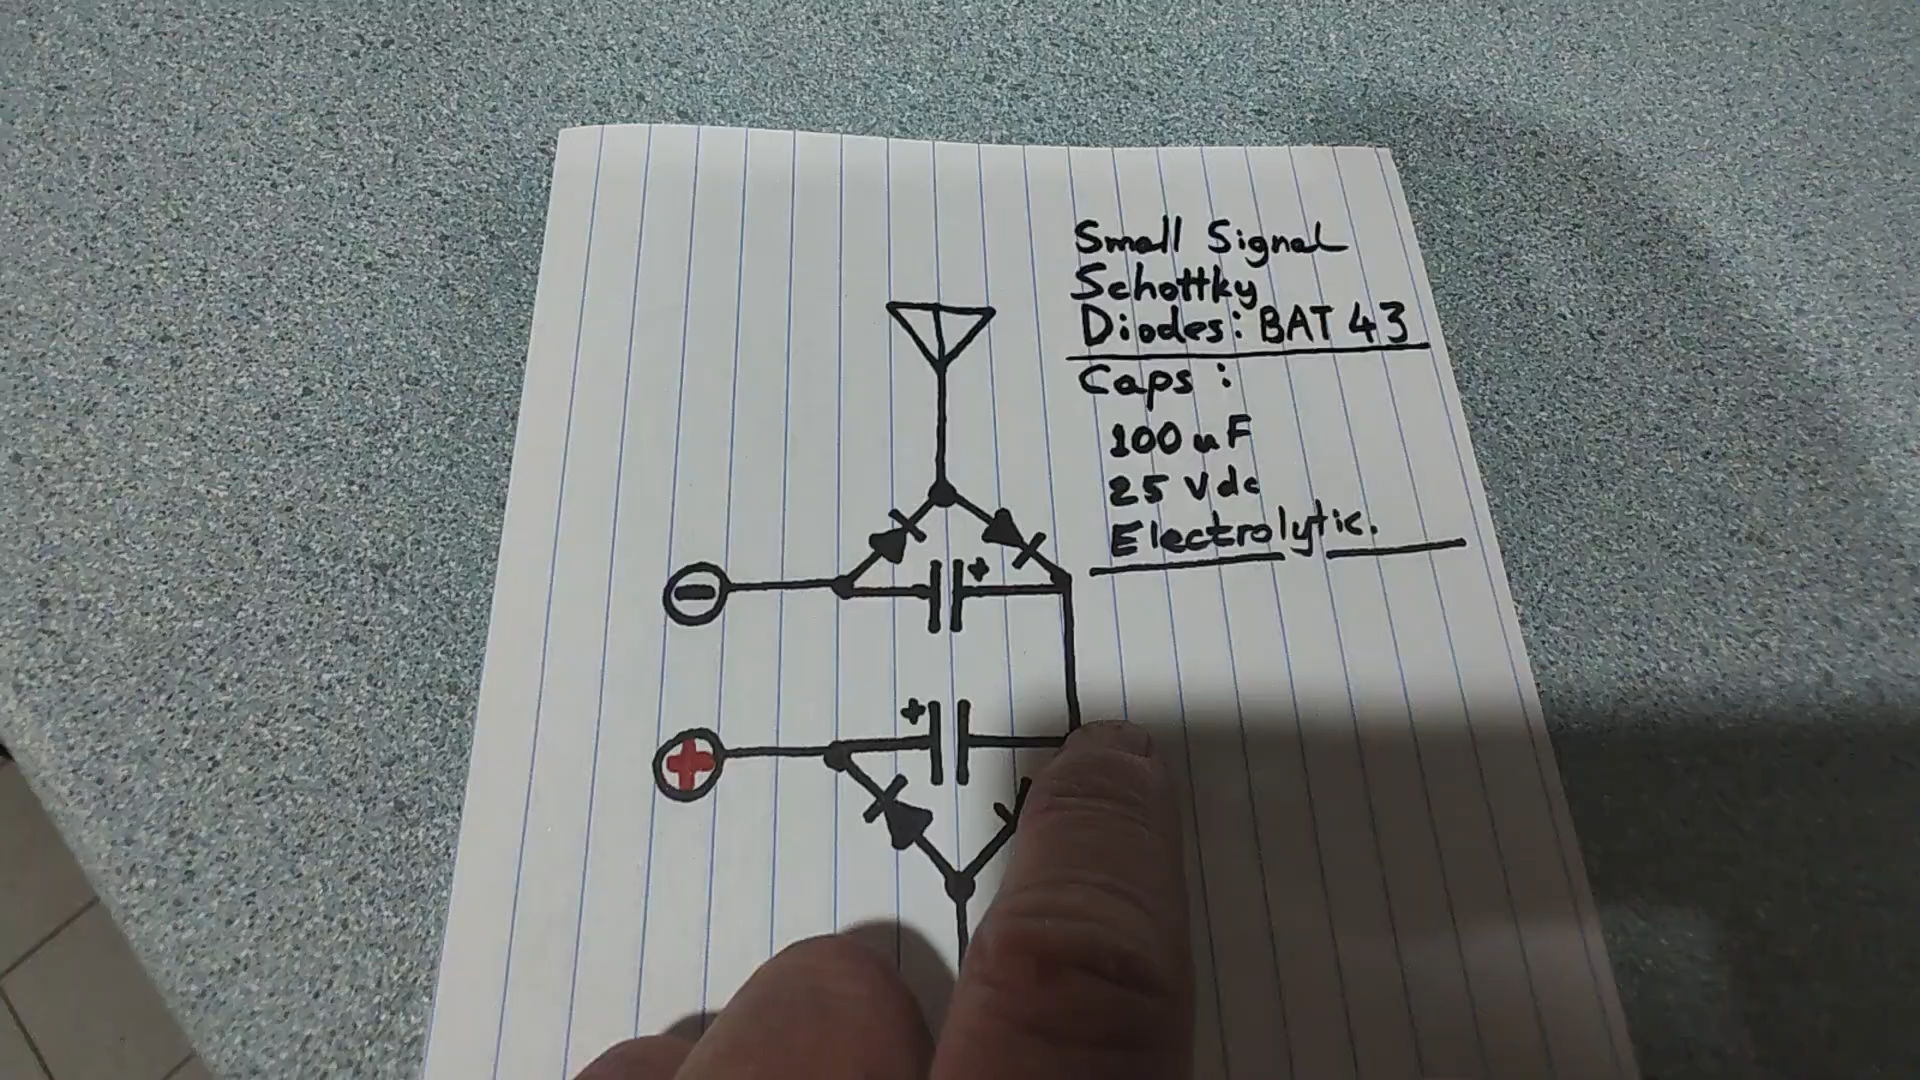 Small Signal
Schottky
Diodes: BAT 43
Caps:
100 uF
25 Vdc
Electrolytic.
+
-
+
+